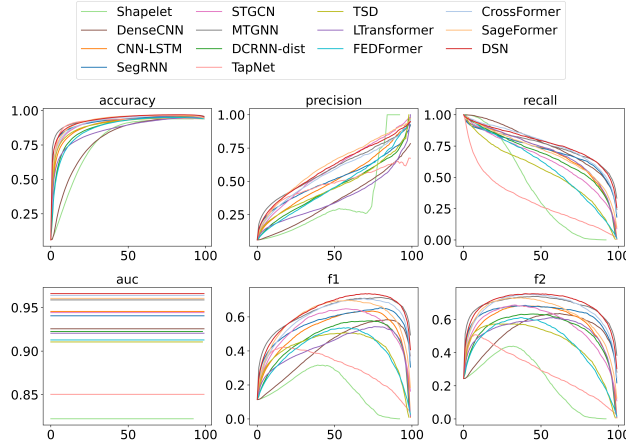 Shapelet STGCN TSD CrossFormer
DenseCNN MTGNN LTransformer SageFormer
CNN-LSTM DCRNN-dist FEDFormer DSN
SegRNN TapNet
accuracy precision recall
1.00 1.00 1.00
0.75 0.75 0.75
0.50 0.50 0.50
0.25 0.25 0.25
0.00
0 50 100 0 50 100 0 50 100
auc f1 f2
0.95 0.6 0.6
0.90 0.4 0.4
0.85 0.2 0.2
0.0 0.0
0 50 100 0 50 100 0 50 100